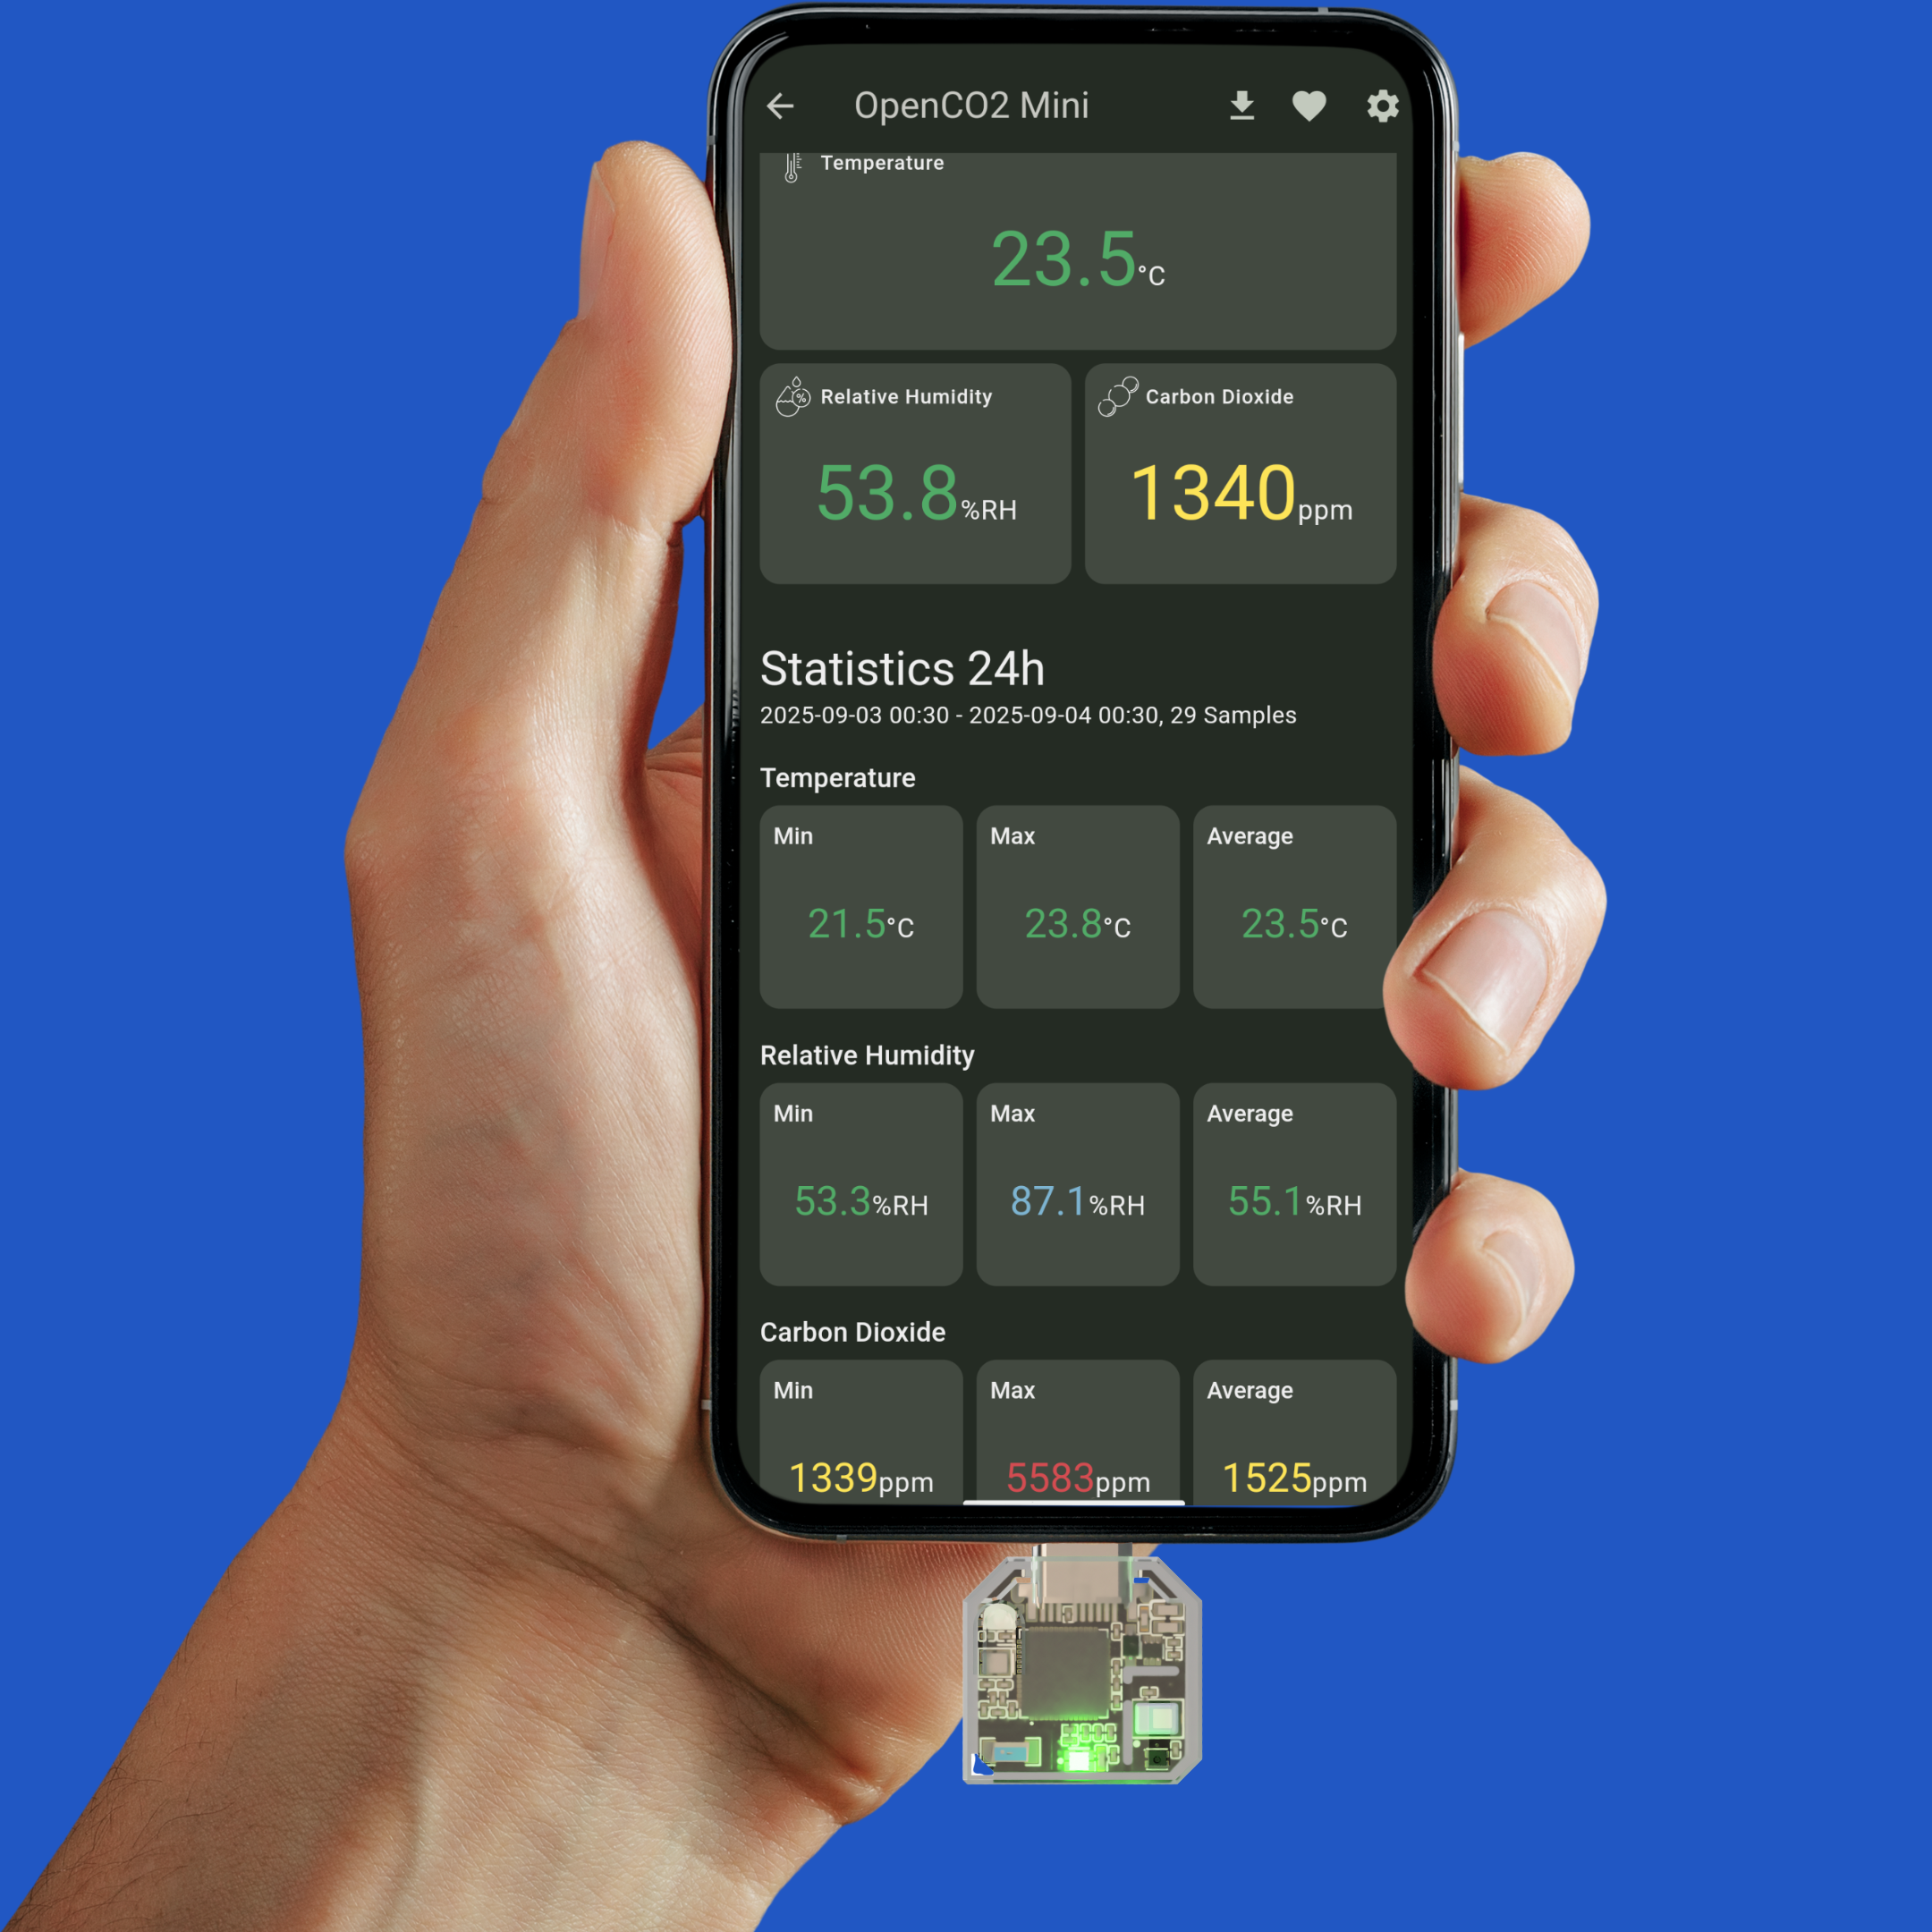 OpenCO2 Mini
Temperature
23.5°C
Relative Humidity
Carbon Dioxide
53.8%RH
1340ppm
Statistics 24h
2025-09-03 00:30 - 2025-09-04 00:30, 29 Samples
Temperature
Min
Max
Average
21.5°C
23.8°C
23.5°C
Relative Humidity
Min
Max
Average
53.3%RH
87.1%RH
55.1%RH
Carbon Dioxide
Min
Max
Average
1339ppm
5583ppm
1525ppm